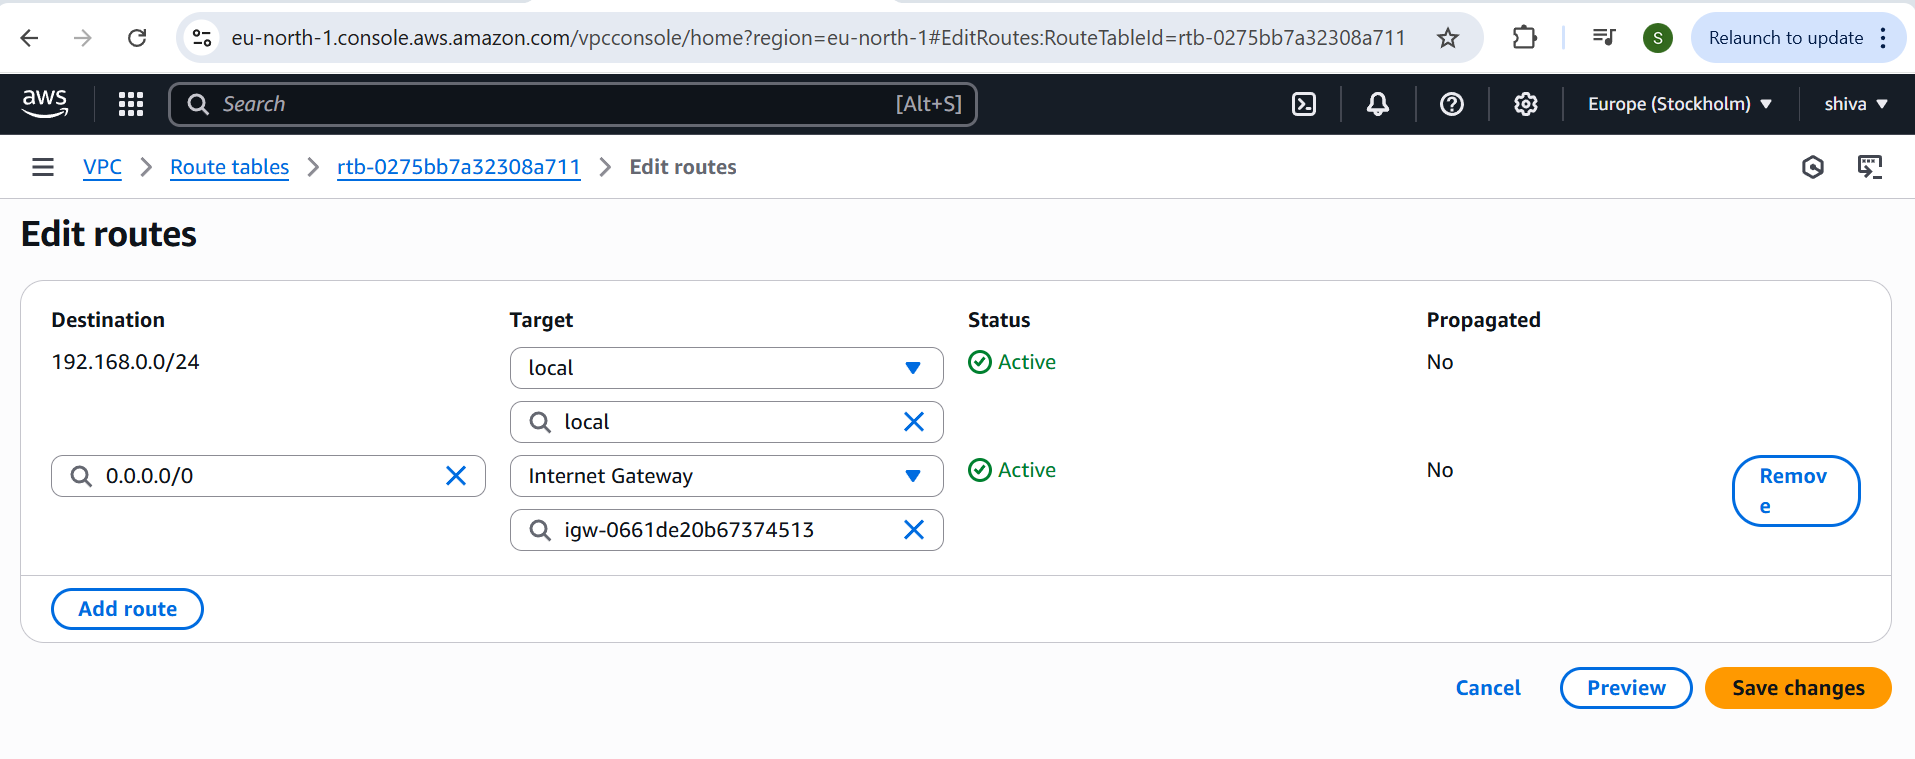 eu-north-1.console.aws.amazon.com/vpcconsole/home?region=eu-north-1#EditRoutes:RouteTableId=rtb-0275bb7a32308a711
S
Relaunch to update
aws
Search
[Alt+S]
Europe (Stockholm)
shiva
VPC
Route tables
rtb-0275bb7a32308a711
Edit routes
Edit routes
Destination
Target
Status
Propagated
192.168.0.0/24
local
Active
No
local
0.0.0.0/0
Internet Gateway
Active
No
Remov
e
igw-0661de20b67374513
Add route
Cancel
Preview
Save changes